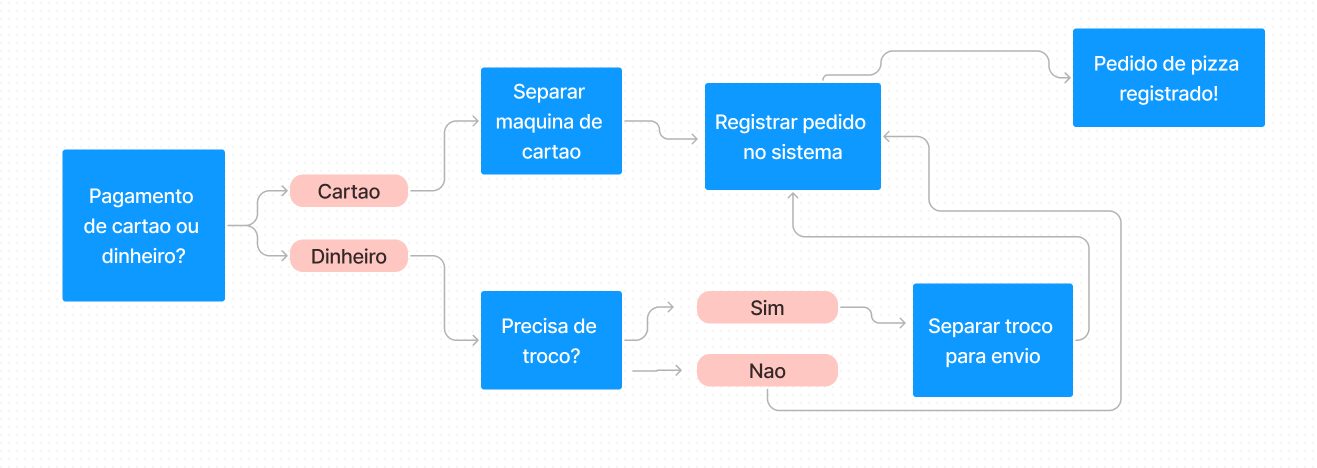 Pagamento
de cartao ou
dinheiro?
Cartao
Dinheiro
Separar
maquina de
cartao
Precisa de
troco?
Registrar pedido
no sistema
Sim
Nao
Separar troco
para envio
Pedido de pizza
registrado!